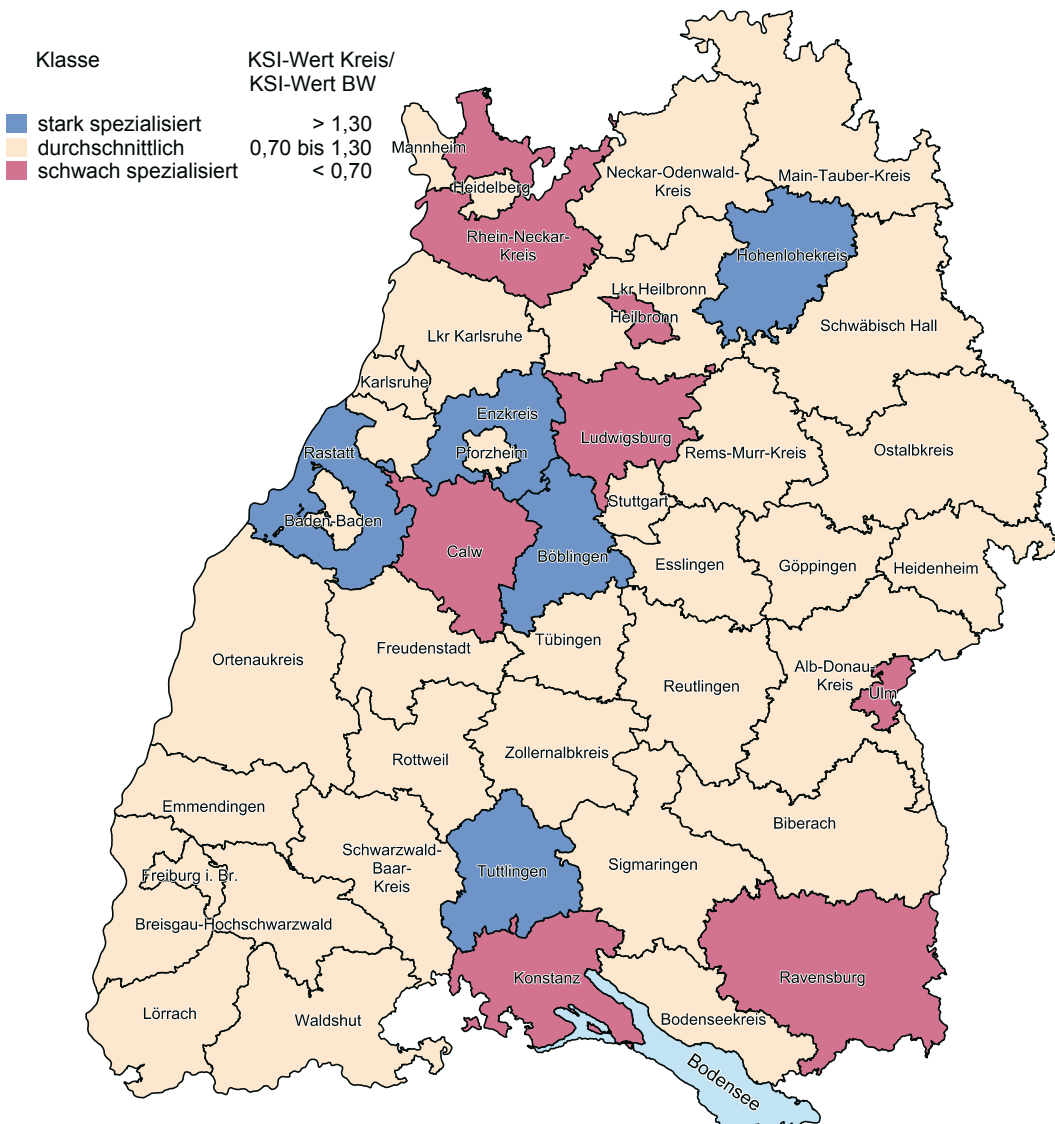 Klasse
KSI-Wert Kreis/
KSI-Wert BW
stark spezialisiert > 1,30
durchschnittlich 0,70 bis 1,30
schwach spezialisiert < 0,70
Mannheim
Heidelberg
Rhein-Neckar-
Kreis
Neckar-Odenwald-
Kreis
Main-Tauber-Kreis
Hohenlohekreis
Lkr Heilbronn
Heilbronn
Schwäbisch Hall
Lkr Karlsruhe
Karlsruhe
Enzkreis
Pforzheim
Ludwigsburg
Rems-Murr-Kreis
Ostalbkreis
Rastatt
Baden-Baden
Stuttgart
Calw
Böblingen
Esslingen
Göppingen
Heidenheim
Ortenaukreis
Freudenstadt
Tübingen
Reutlingen
Alb-Donau-
Kreis
Ulm
Rottweil
Zollernalbkreis
Emmendingen
Biberach
Schwarzwald-
Baar-
Kreis
Tuttlingen
Sigmaringen
Freiburg i. Br.
Breisgau-Hochschwarzwald
Konstanz
Ravensburg
Lörrach
Waldshut
Bodenseekreis
Bodensee